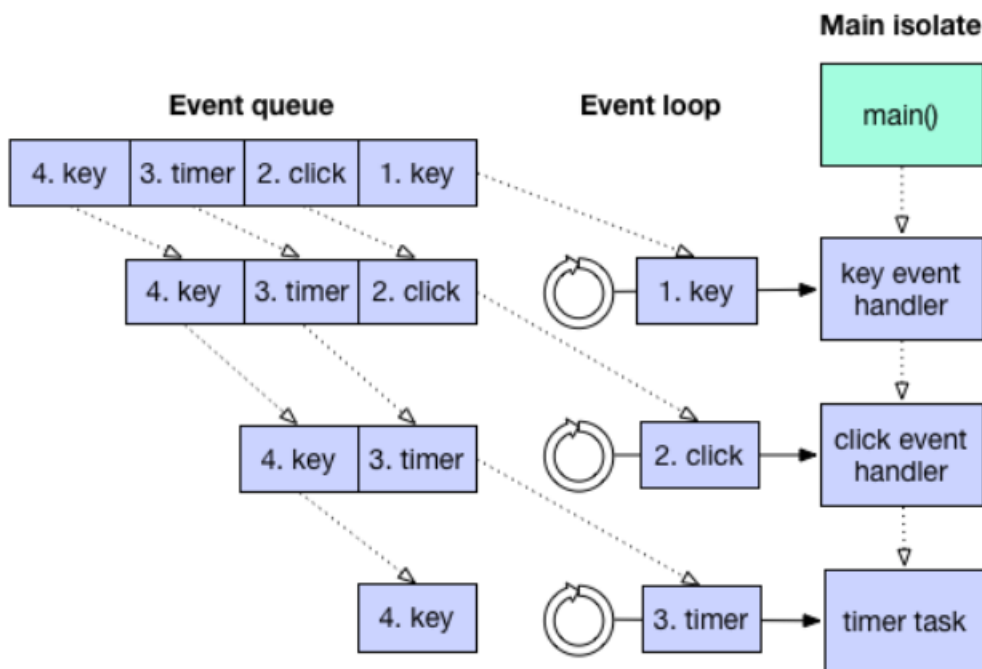 Main isolate
main()
Event queue
Event loop
4. key
3. timer
2. click
1. key
4. key
3. timer
2. click
1. key
key event
handler
4. key
3. timer
2. click
click event
handler
4. key
3. timer
timer task